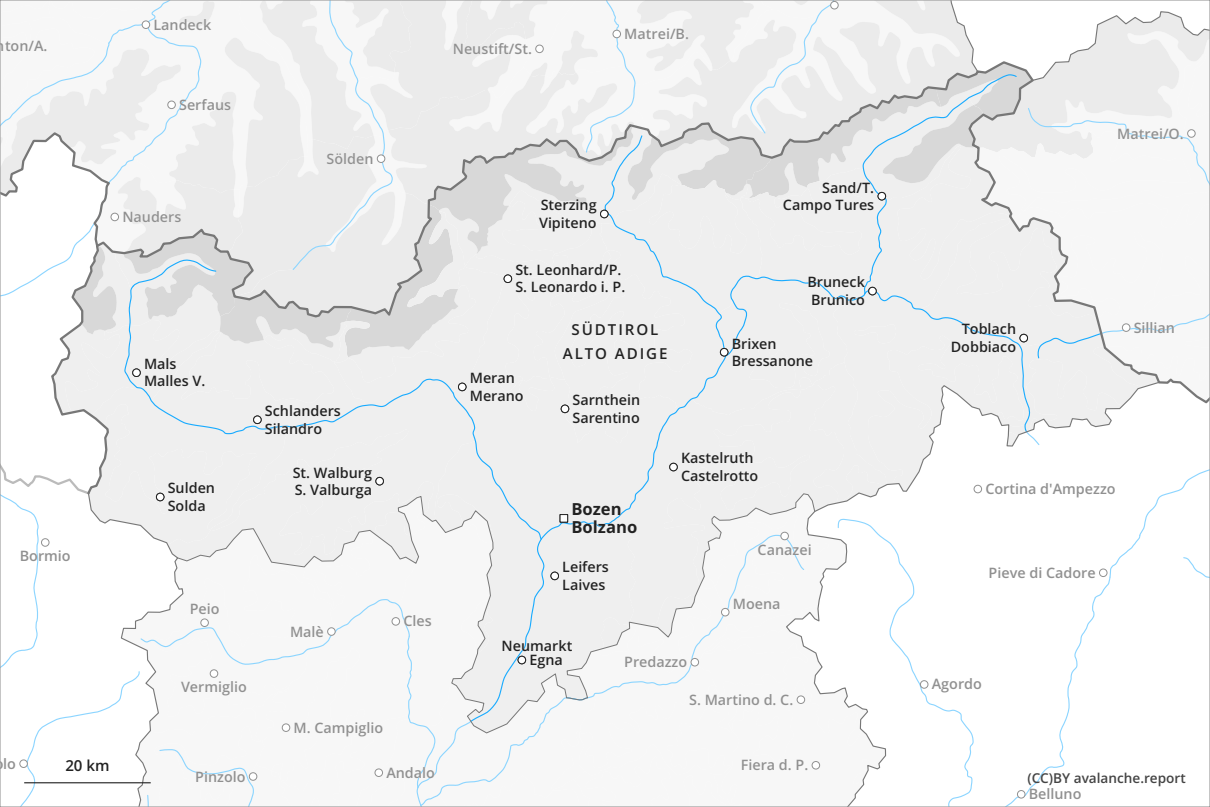 Landeck
nton/A.
Neustift/St.
Matrei/B.
Serfaus
Matrei/O.
Sölden
Nauders
Sand/T.
Campo Tures
Sterzing
Vipiteno
St. Leonhard/P.
S. Leonardo i. P.
Bruneck
Brunico
SÜDTIROL
ALTO ADIGE
Toblach
Dobbiaco
Sillian
Brixen
Bressanone
Mals
Malles V.
Meran
Merano
Schlanders
Silandro
Sarnthein
Sarentino
Kastelruth
Castelrotto
St. Walburg
S. Valburga
Sulden
Solda
Cortina d'Ampezzo
Bozen
Bolzano
Bormio
Canazei
Leifers
Laives
Pieve di Cadore
Peio
Moena
Malè
Cles
Neumarkt
Egna
Predazzo
Vermiglio
Agordo
S. Martino d. C.
M. Campiglio
olo
20 km
Pinzolo
Andalo
Fiera d. P.
(CC)BY avalanche.report
Belluno